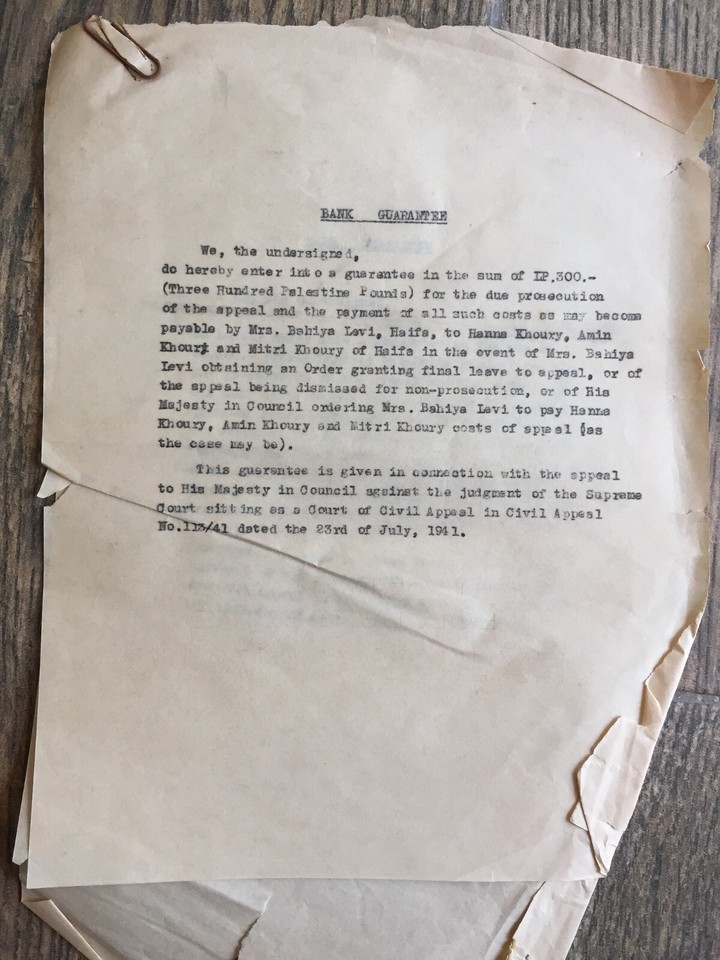 BANK GUARANTEE
We, the undersigned,
do hereby enter into a guarantee in the sum of LP.300.-
(Three Hundred Palestine Pounds) for the due prosecution
of the appeal and the payment of all such costs as may become
payable by Mrs. Bahiya Levi, Haifa, to Hanna Khoury, Amin
Khoury and Mitri Khoury of Haifa in the event of Mrs. Bahiya
Levi obtaining an Order granting final leave to appeal, or of
the appeal being dismissed for non-prosecution, or of His
Majesty in Council ordering Mrs. Bahiya Levi to pay Hanna
Khoury, Amin Khoury and Mitri Khoury costs of appeal (as
the case may be).
This guarantee is given in connection with the appeal
to His Majesty in Council against the judgment of the Supreme
Court sitting as a Court of Civil Appeal in Civil Appeal
No.113/41 dated the 23rd of July, 1941.